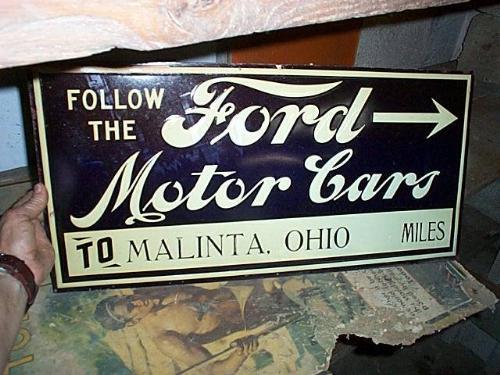 FOLLOW
THE
Ford
Motor Cars
TO MALINTA, OHIO MILES